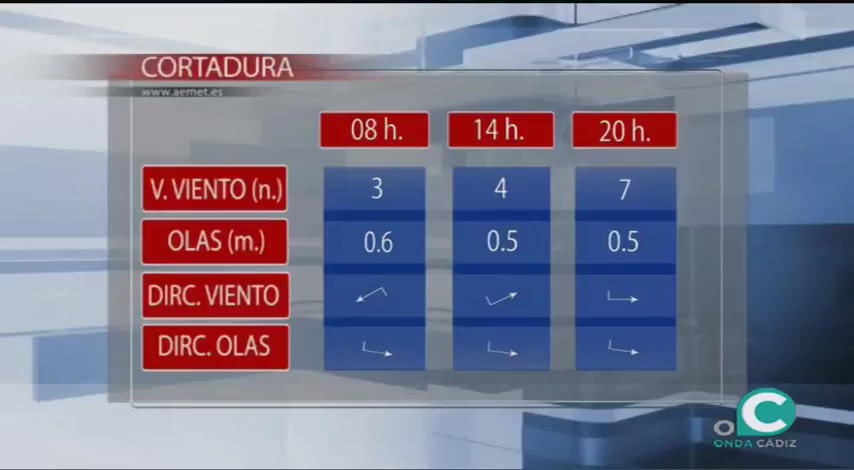 CORTADURA
www.aemet.es
08 h. 14 h. 20 h.
V. VIENTO (n.) 3 4 7
OLAS (m.) 0.6 0.5 0.5
DIRC. VIENTO
DIRC. OLAS
OC
ONDA CÁDIZ